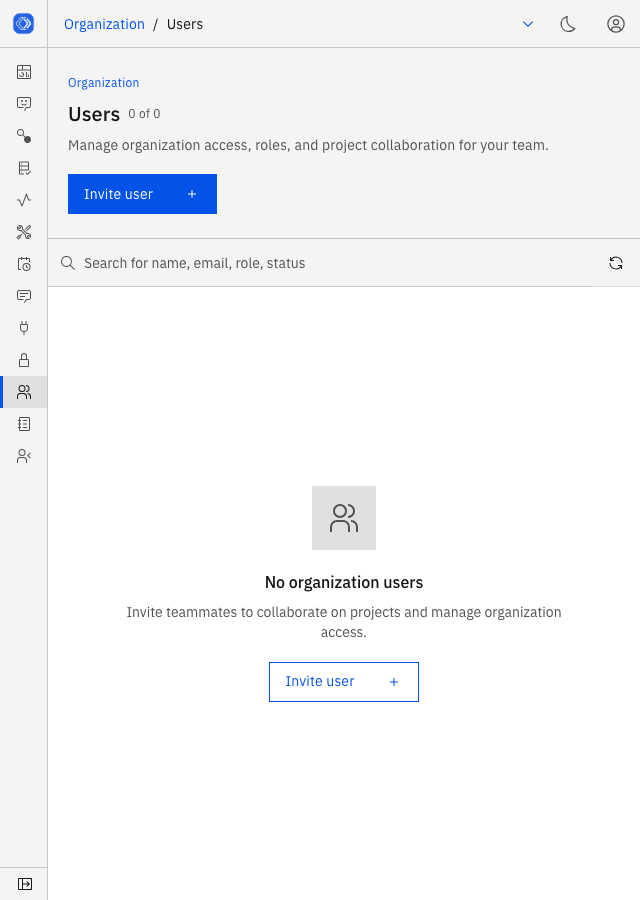 Organization / Users
Organization
Users 0 of 0
Manage organization access, roles, and project collaboration for your team.
Invite user
Search for name, email, role, status
No organization users
Invite teammates to collaborate on projects and manage organization
access.
Invite user